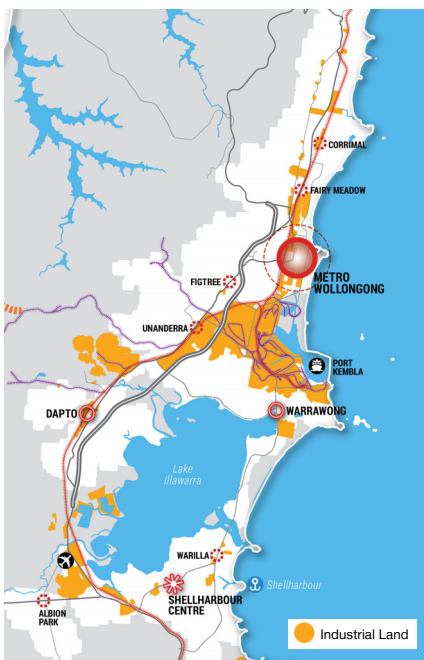 CORRIMAL
FAIRY MEADOW
METRO
WOLLONGONG
FIGTREE
UNANDERRA
PORT
KEMBLA
DAPTO
WARRAWONG
Lake
Illawarra
WARILLA
Shellharbour
SHELLHARBOUR
CENTRE
ALBION
PARK
Industrial Land